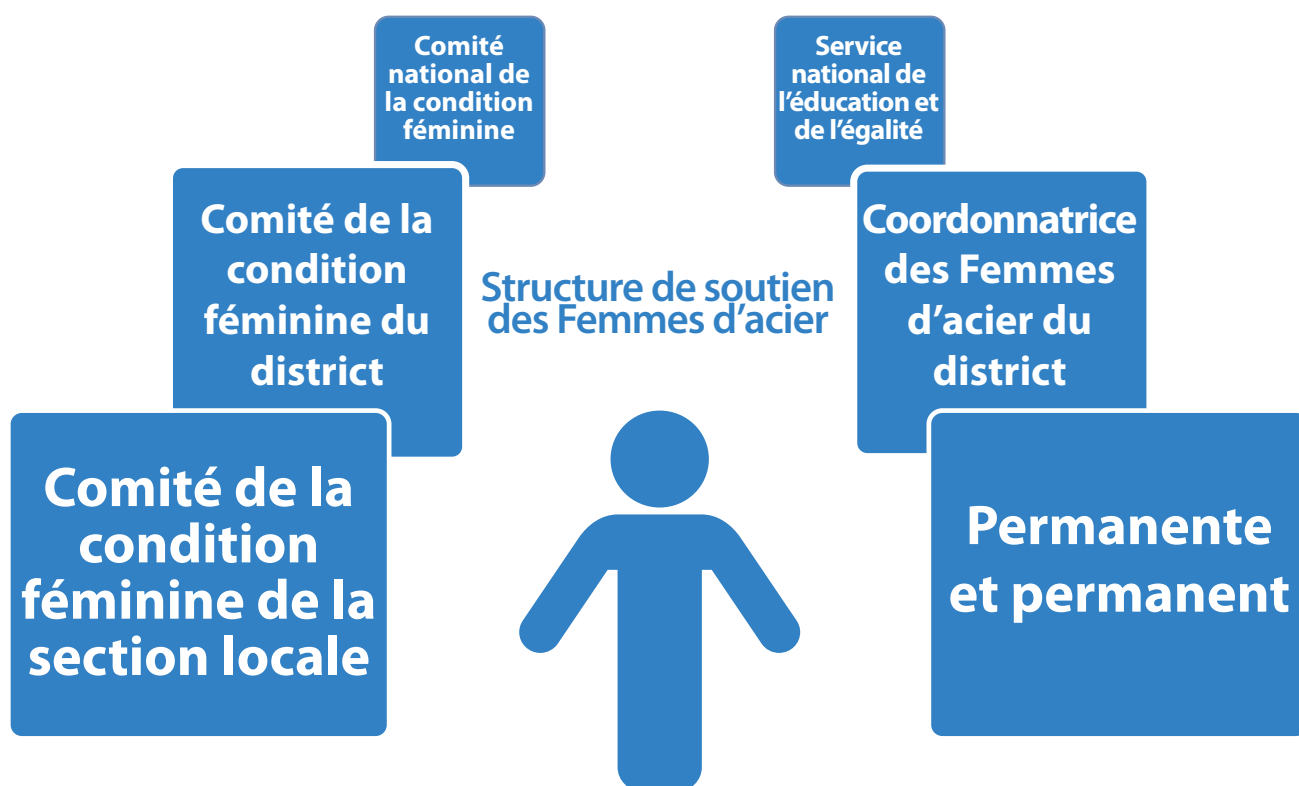 Comité
national de
la condition
féminine
Service
national de
l'éducation et
de l'égalité
Comité de la
condition
féminine du
district
Structure de soutien
des Femmes d'acier
Coordonnatrice
des Femmes
d'acier du
district
Comité de la
condition
féminine de la
section locale
Permanente
et permanent